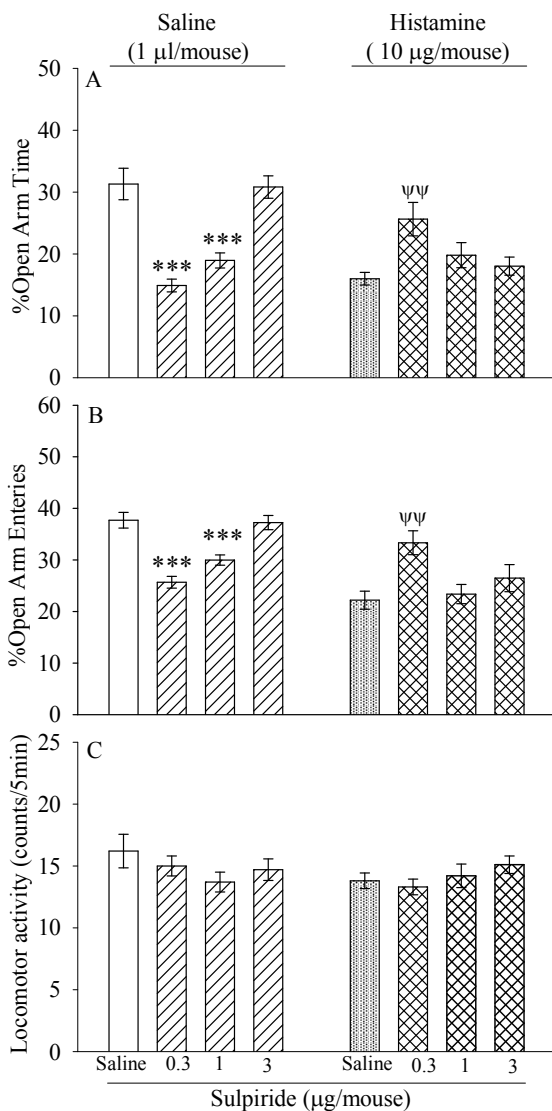 Saline
(1 μl/mouse)
Histamine
( 10 μg/mouse)
A
%Open Arm Time
50
40
30
20
10
0
***
***
ψψ
B
%Open Arm Enteries
60
50
40
30
20
10
0
***
***
ψψ
C
Locomotor activity (counts/5min)
25
20
15
10
5
0
Saline 0.3 1 3 Saline 0.3 1 3
Sulpiride (μg/mouse)